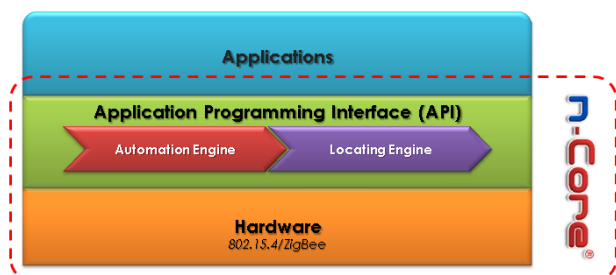 Applications
Application Programming Interface (API)
Automation Engine
Locating Engine
Hardware
802.15.4/ZigBee
n-Core®